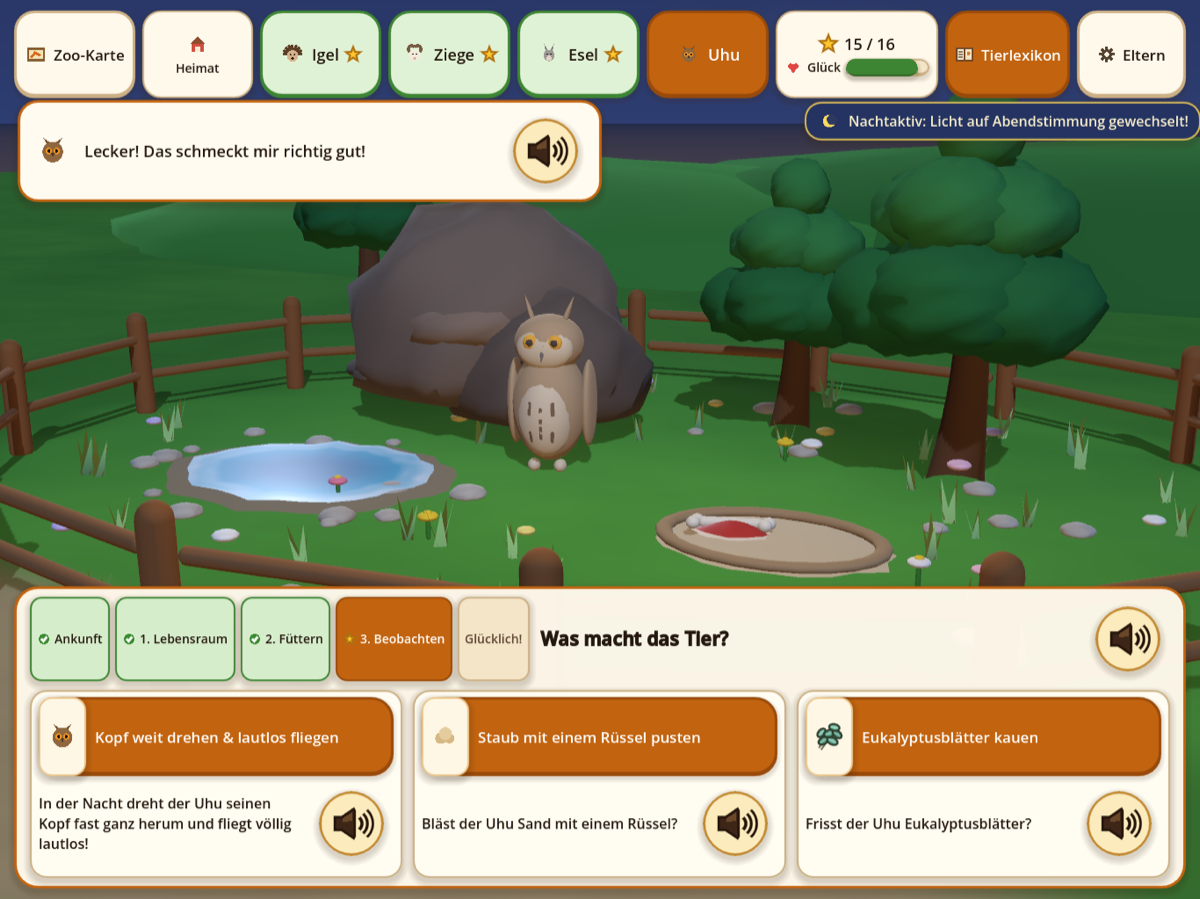 Zoo-Karte
Heimat
Igel
Ziege
Esel
Uhu
15 / 16
Glück
Tierlexikon
Eltern
Nachtaktiv: Licht auf Abendstimmung gewechselt!
Lecker! Das schmeckt mir richtig gut!
Ankunft
1. Lebensraum
2. Füttern
3. Beobachten
Glücklich!
Was macht das Tier?
Kopf weit drehen & lautlos fliegen
In der Nacht dreht der Uhu seinen
Kopf fast ganz herum und fliegt völlig
lautlos!
Staub mit einem Rüssel pusten
Bläst der Uhu Sand mit einem Rüssel?
Eukalyptusblätter kauen
Frisst der Uhu Eukalyptusblätter?